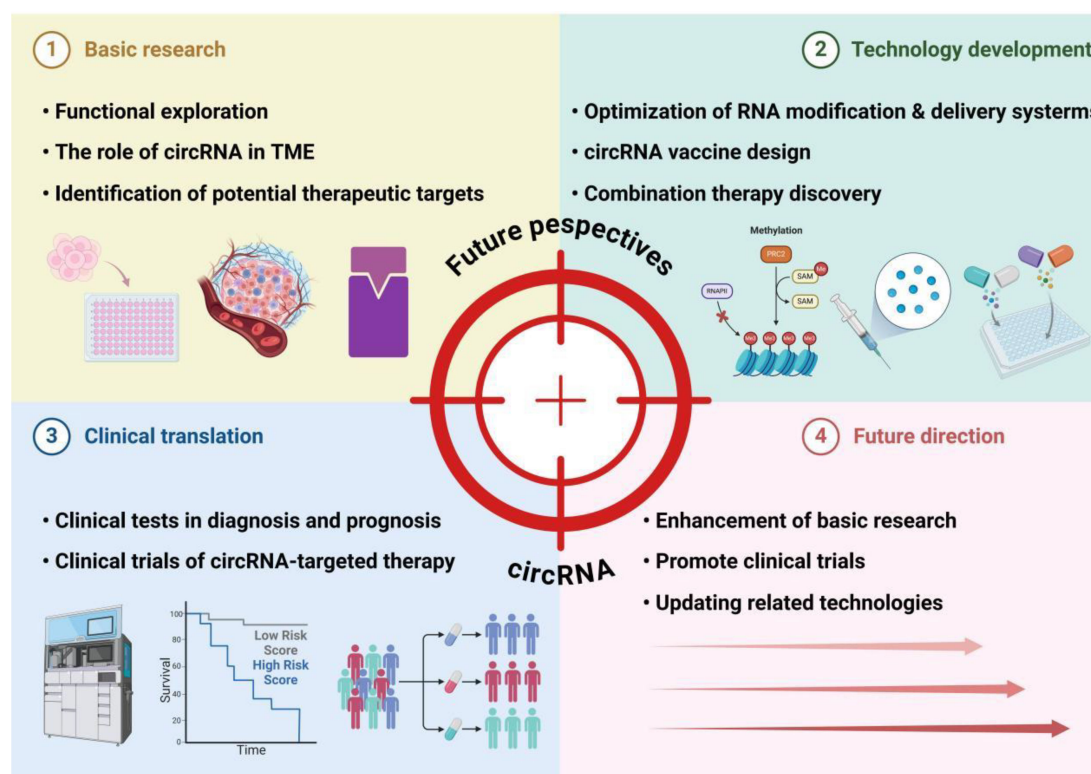 1 Basic research
• Functional exploration
• The role of circRNA in TME
• Identification of potential therapeutic targets
2 Technology development
• Optimization of RNA modification & delivery systerms
• circRNA vaccine design
• Combination therapy discovery
Methylation
PRC2
Me
SAM
SAM
RNAPII
Me3 Me3 Me3 Me3
Future pespectives
circRNA
3 Clinical translation
• Clinical tests in diagnosis and prognosis
• Clinical trials of circRNA-targeted therapy
Survival
100
80
60
40
20
0
Low Risk
Score
High Risk
Score
Time
4 Future direction
• Enhancement of basic research
• Promote clinical trials
• Updating related technologies